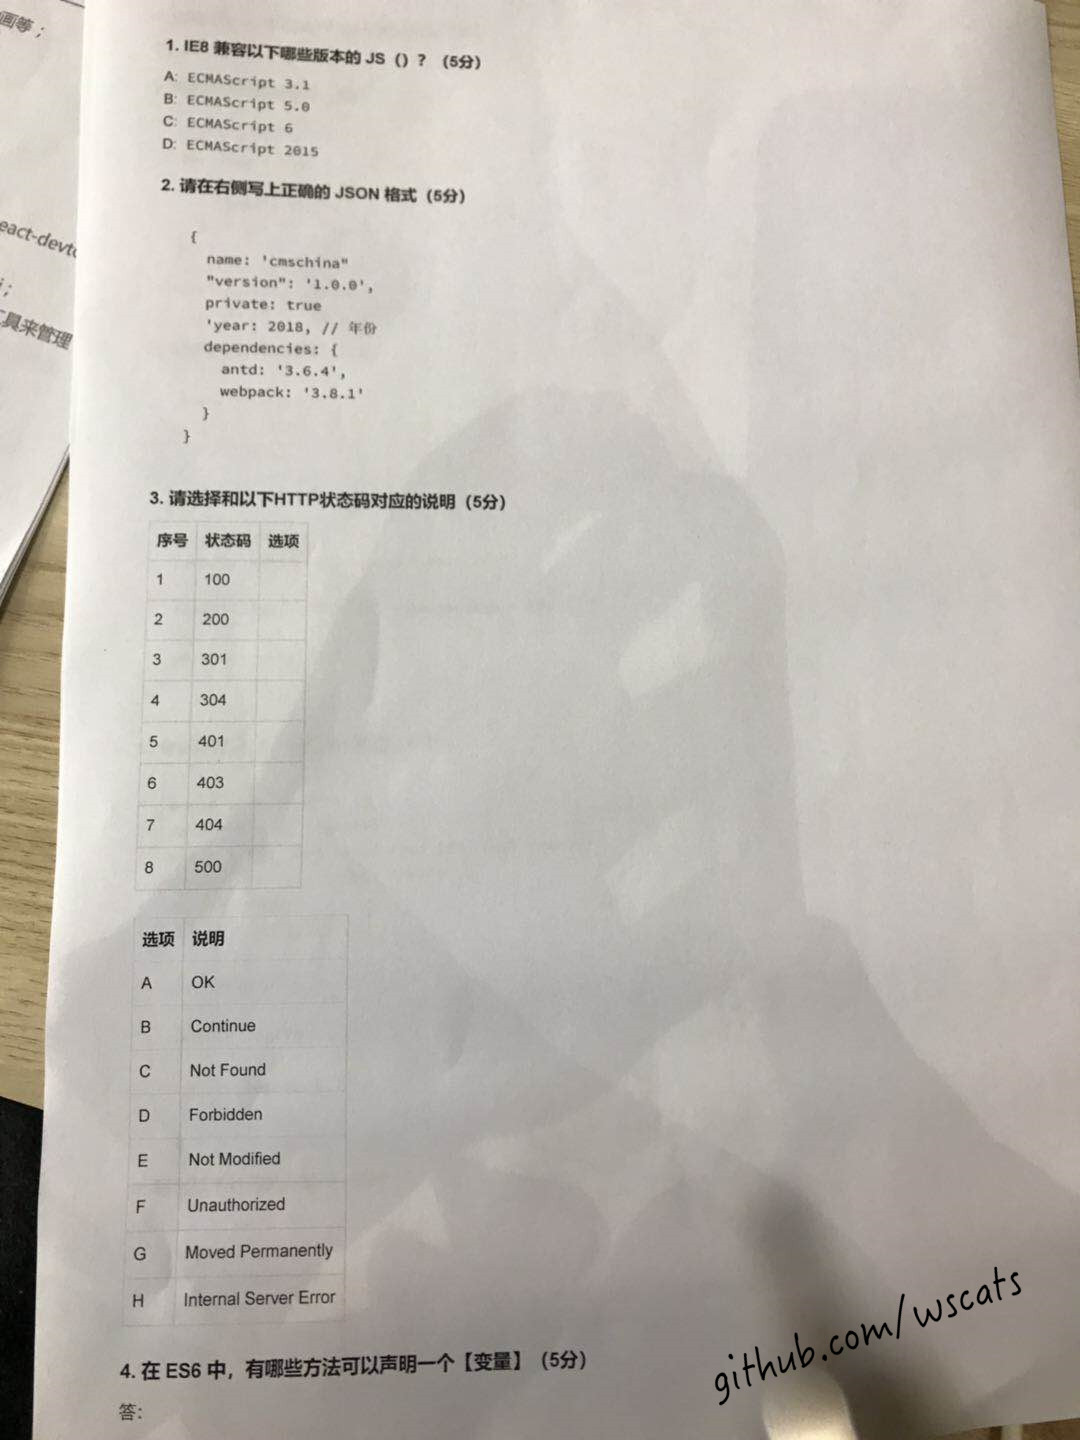 画等；
eact-devto
i；
工具来管理
1. IE8 兼容以下哪些版本的 JS（）？（5分）
A: ECMAScript 3.1
B: ECMAScript 5.0
C: ECMAScript 6
D: ECMAScript 2015
2. 请在右侧写上正确的 JSON 格式（5分）
{
name: 'cmschina"
"version": '1.0.0',
private: true
'year: 2018, // 年份
dependencies: {
antd: '3.6.4',
webpack: '3.8.1'
}
}
3. 请选择和以下HTTP状态码对应的说明（5分）
序号 状态码 选项
1 100
2 200
3 301
4 304
5 401
6 403
7 404
8 500
选项 说明
A OK
B Continue
C Not Found
D Forbidden
E Not Modified
F Unauthorized
G Moved Permanently
H Internal Server Error
4. 在 ES6 中，有哪些方法可以声明一个【变量】（5分）
答：
github.com/wscats